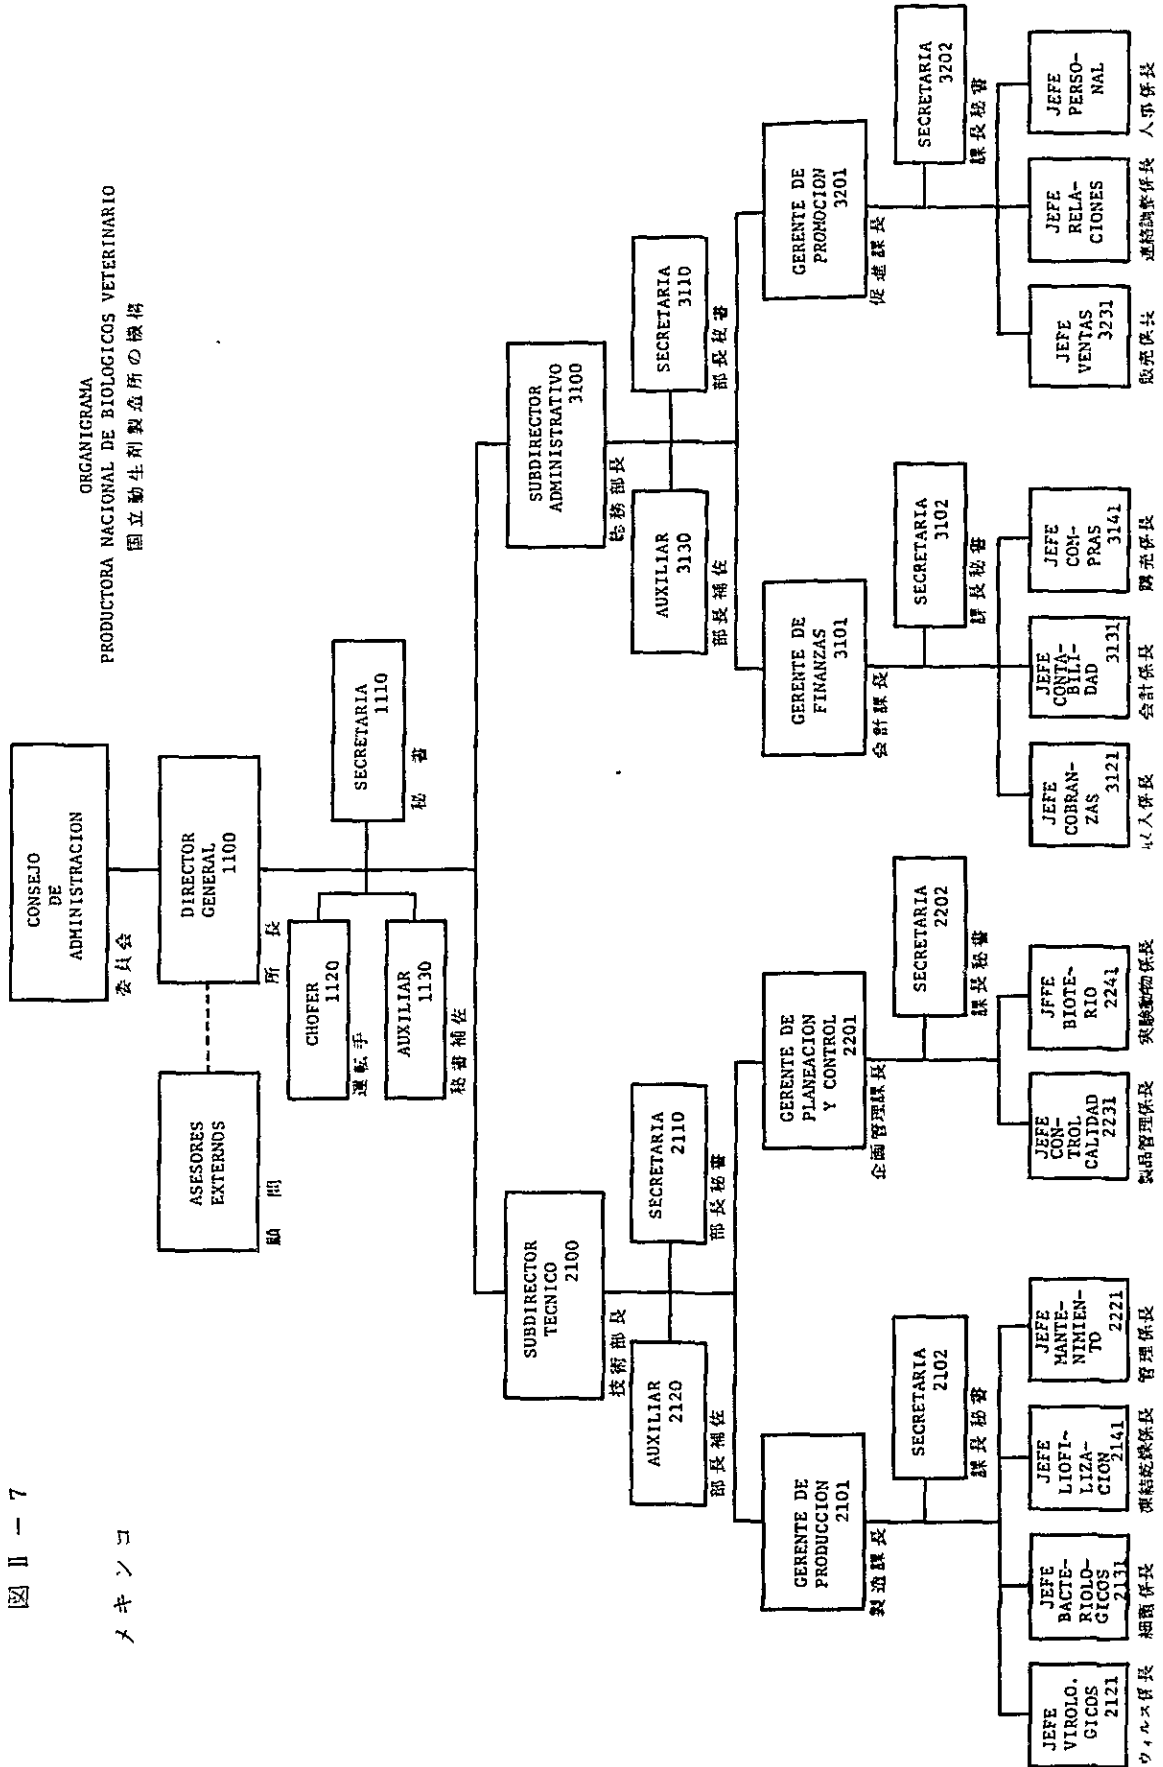 図 Ⅱ － 7
メキシコ
ORGANIGRAMA
PRODUCTORA NACIONAL DE BIOLOGICOS VETERINARIO
国立動生剤製造所の機構
CONSEJO
DE
ADMINISTRACION
委員会
ASESORES
EXTERNOS
顧問
DIRECTOR
GENERAL
1100
所長
CHOFER
1120
運転手
AUXILIAR
1130
秘書補佐
SECRETARIA
1110
秘書
SUBDIRECTOR
TECNICO
2100
技術部長
AUXILIAR
2120
部長補佐
SECRETARIA
2110
部長秘書
SUBDIRECTOR
ADMINISTRATIVO
3100
総務部長
AUXILIAR
3130
部長補佐
SECRETARIA
3110
部長秘書
GERENTE DE
PRODUCCION
2101
製造課長
SECRETARIA
2102
課長秘書
GERENTE DE
PLANEACION
Y CONTROL
2201
企画管理課長
SECRETARIA
2202
課長秘書
GERENTE DE
FINANZAS
3101
会計課長
SECRETARIA
3102
課長秘書
GERENTE DE
PROMOCION
3201
促進課長
SECRETARIA
3202
課長秘書
JEFE
VIROLO.
GICOS
2121
ウィルス係長
JEFE
BACTE-
RIOLO-
GICOS
2131
細菌係長
JEFE
LIOFI-
LIZA-
CION
2141
凍結乾燥係長
JEFE
MANTE-
NIMIEN-
TO
2221
管理係長
JEFE
CON-
TROL
CALIDAD
2231
製品管理係長
JFFE
BIOTE-
RIO
2241
実験動物係長
JEFE
COBRAN-
ZAS
3121
収入係長
JEFE
CONTA-
BILI-
DAD
3131
会計係長
JEFE
COM-
PRAS
3141
購売係長
JEFE
VENTAS
3231
販売係長
JEFE
RELA-
CIONES
連絡調整係長
JEFE
PERSO-
NAL
人事係長